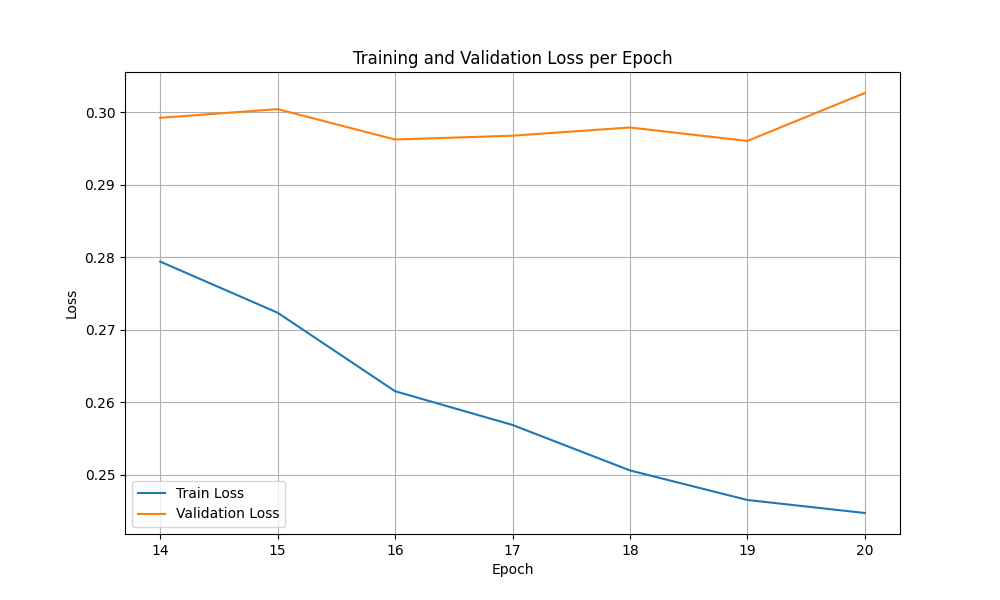 Training and Validation Loss per Epoch
Loss
0.30
0.29
0.28
0.27
0.26
0.25
Train Loss
Validation Loss
14 15 16 17 18 19 20
Epoch